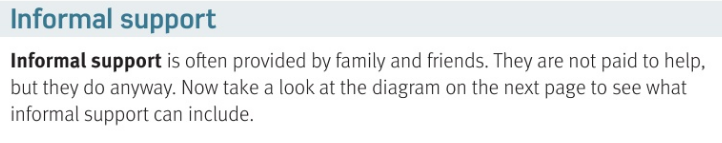 Informal support
Informal support is often provided by family and friends. They are not paid to help,
but they do anyway. Now take a look at the diagram on the next page to see what
informal support can include.